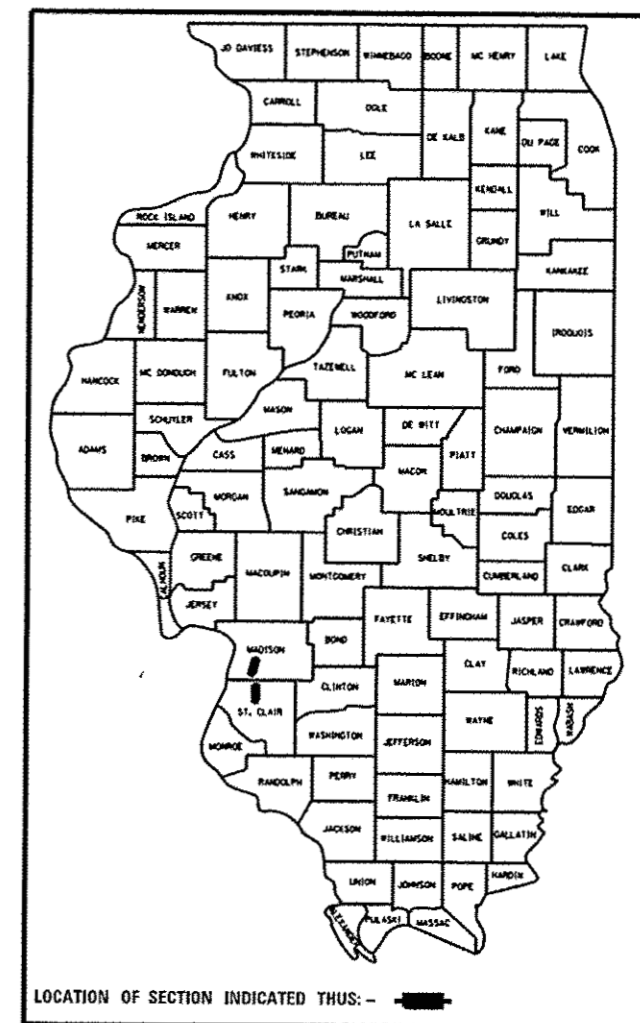 JO DAVIESS STEPHENSON WINNEBAGO BOONE MC HENRY LAKE
CARROLL OGLE
DE KALB KANE DU PAGE COOK
WHITESIDE LEE
KENDALL
ROCK ISLAND HENRY BUREAU LA SALLE GRUNDY WILL
MERCER PUTNAM
STARK MARSHALL KANKAKEE
HENDERSON WARREN KNOX PEORIA WOODFORD LIVINGSTON IROQUOIS
HANCOCK MC DONOUGH FULTON TAZEWELL MC LEAN FORD
MASON
SCHUYLER LOGAN DE WITT CHAMPAIGN VERMILION
ADAMS BROWN CASS MENARD PIATT
MACON
PIKE SCOTT MORGAN SANGAMON MOULTRIE DOUGLAS EDGAR
CHRISTIAN COLES
GREENE MACOUPIN MONTGOMERY SHELBY CLARK
CALHOUN CUMBERLAND
JERSEY FAYETTE EFFINGHAM JASPER CRAWFORD
BOND
MADISON CLAY RICHLAND LAWRENCE
CLINTON MARION
ST. CLAIR WAYNE EDWARDS WABASH
MONROE WASHINGTON JEFFERSON
RANDOLPH PERRY HAMILTON WHITE
FRANKLIN
JACKSON WILLIAMSON SALINE GALLATIN
UNION JOHNSON POPE HARDIN
ALEXANDER PULASKI MASSAC
LOCATION OF SECTION INDICATED THUS: -